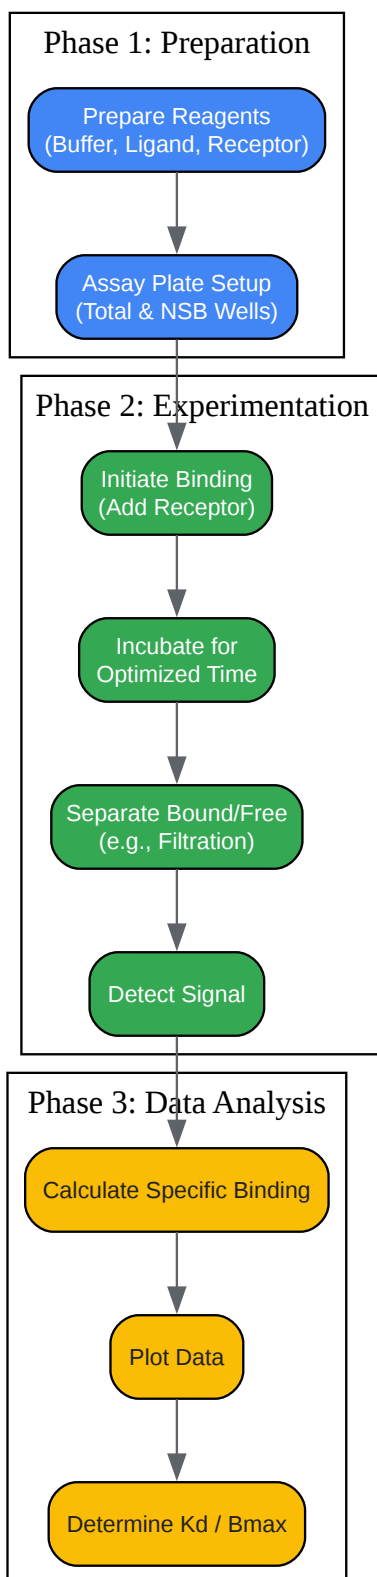 Phase 1: Preparation
Prepare Reagents
(Buffer, Ligand, Receptor)
Assay Plate Setup
(Total & NSB Wells)
Phase 2: Experimentation
Initiate Binding
(Add Receptor)
Incubate for
Optimized Time
Separate Bound/Free
(e.g., Filtration)
Detect Signal
Phase 3: Data Analysis
Calculate Specific Binding
Plot Data
Determine Kd / Bmax